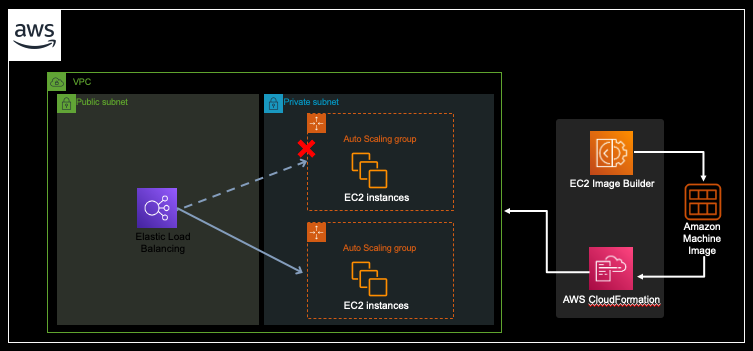 aws
VPC
Public subnet
Private subnet
Auto Scaling group
EC2 instances
Elastic Load
Balancing
Auto Scaling group
EC2 instances
EC2 Image Builder
Amazon
Machine
Image
AWS CloudFormation